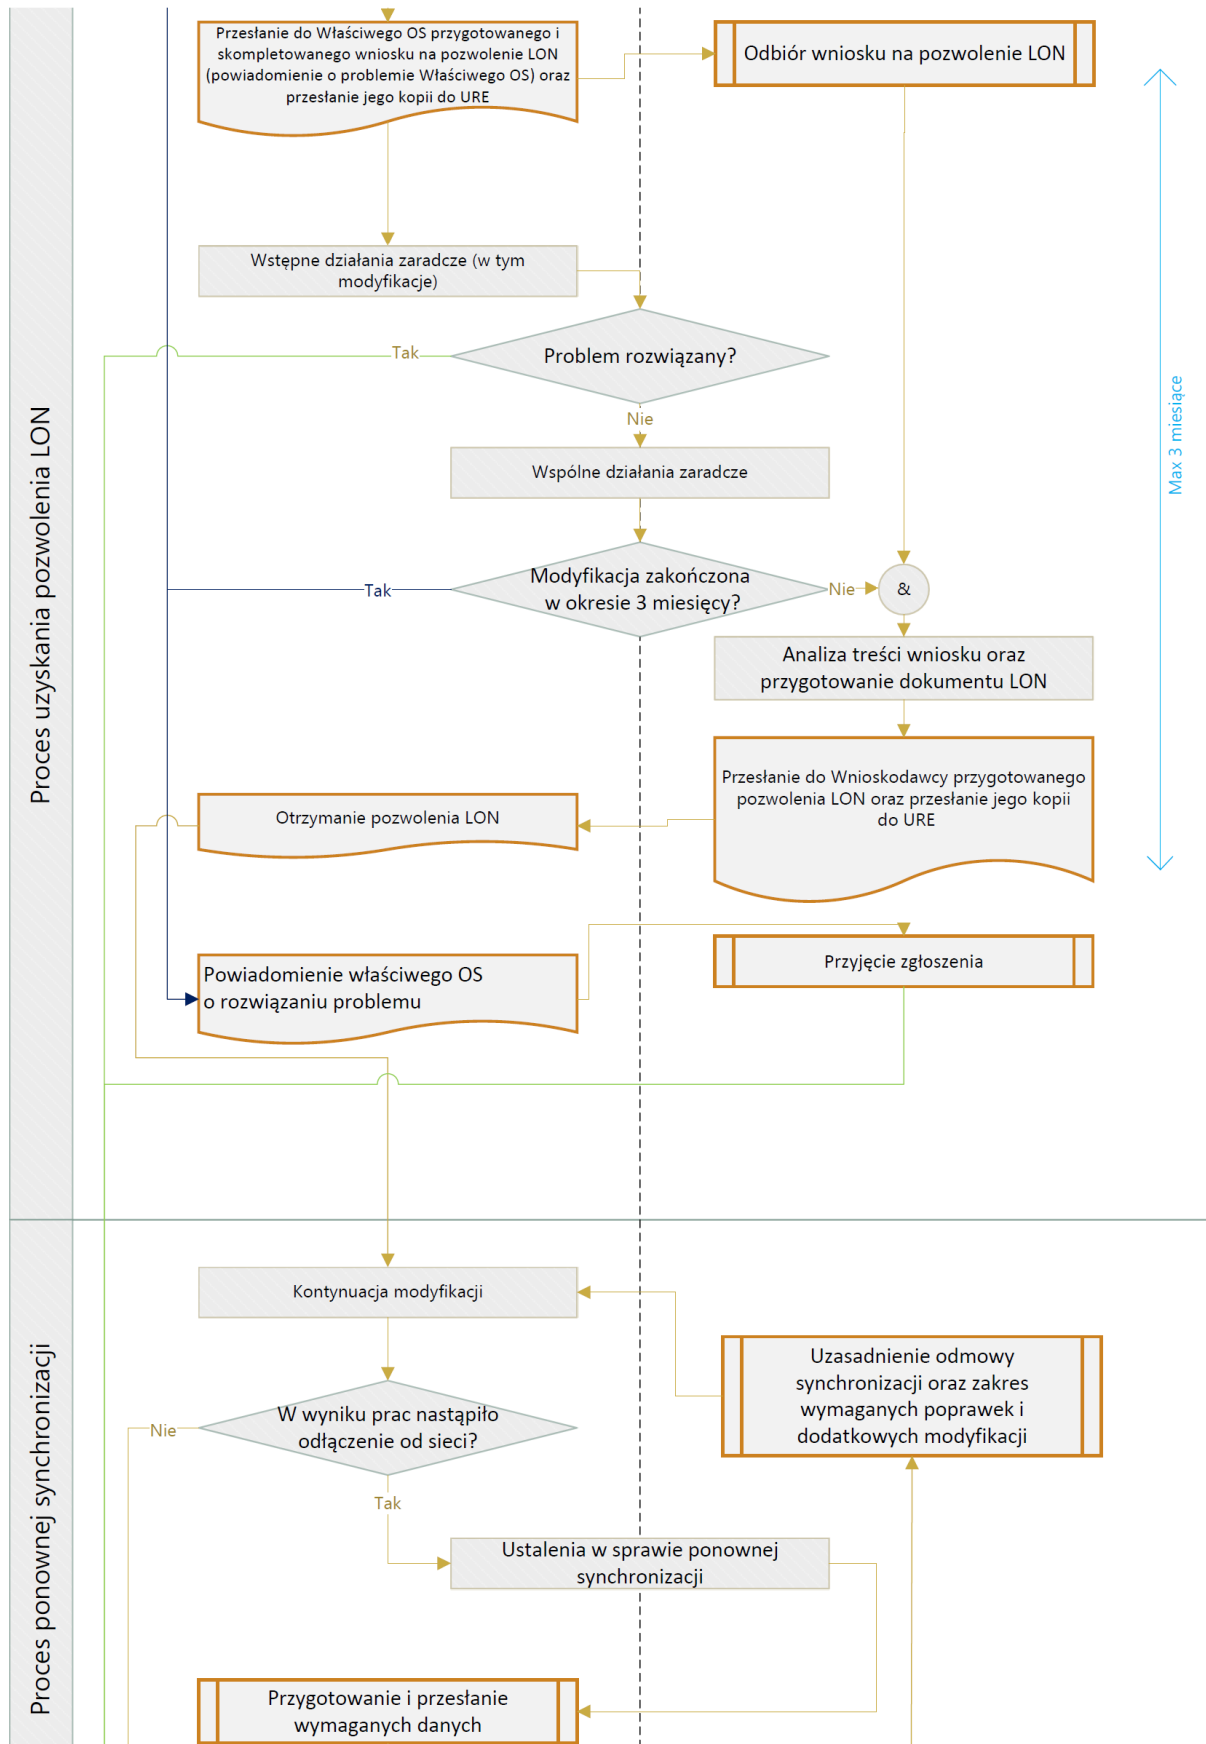 Proces uzyskania pozwolenia LON
Przesłanie do Właściwego OS przygotowanego i
skompletowanego wniosku na pozwolenie LON
(powiadomienie o problemie Właściwego OS) oraz
przesłanie jego kopii do URE
Odbiór wniosku na pozwolenie LON
Wstępne działania zaradcze (w tym
modyfikacje)
Problem rozwiązany?
Tak
Nie
Max 3 miesiące
Wspólne działania zaradcze
Modyfikacja zakończona
w okresie 3 miesięcy?
Tak
Nie
&
Analiza treści wniosku oraz
przygotowanie dokumentu LON
Przesłanie do Wnioskodawcy przygotowanego
pozwolenia LON oraz przesłanie jego kopii
do URE
Otrzymanie pozwolenia LON
Powiadomienie właściwego OS
o rozwiązaniu problemu
Przyjęcie zgłoszenia
Proces ponownej synchronizacji
Kontynuacja modyfikacji
Uzasadnienie odmowy
synchronizacji oraz zakres
wymaganych poprawek i
dodatkowych modyfikacji
W wyniku prac nastąpiło
odłączenie od sieci?
Nie
Tak
Ustalenia w sprawie ponownej
synchronizacji
Przygotowanie i przesłanie
wymaganych danych